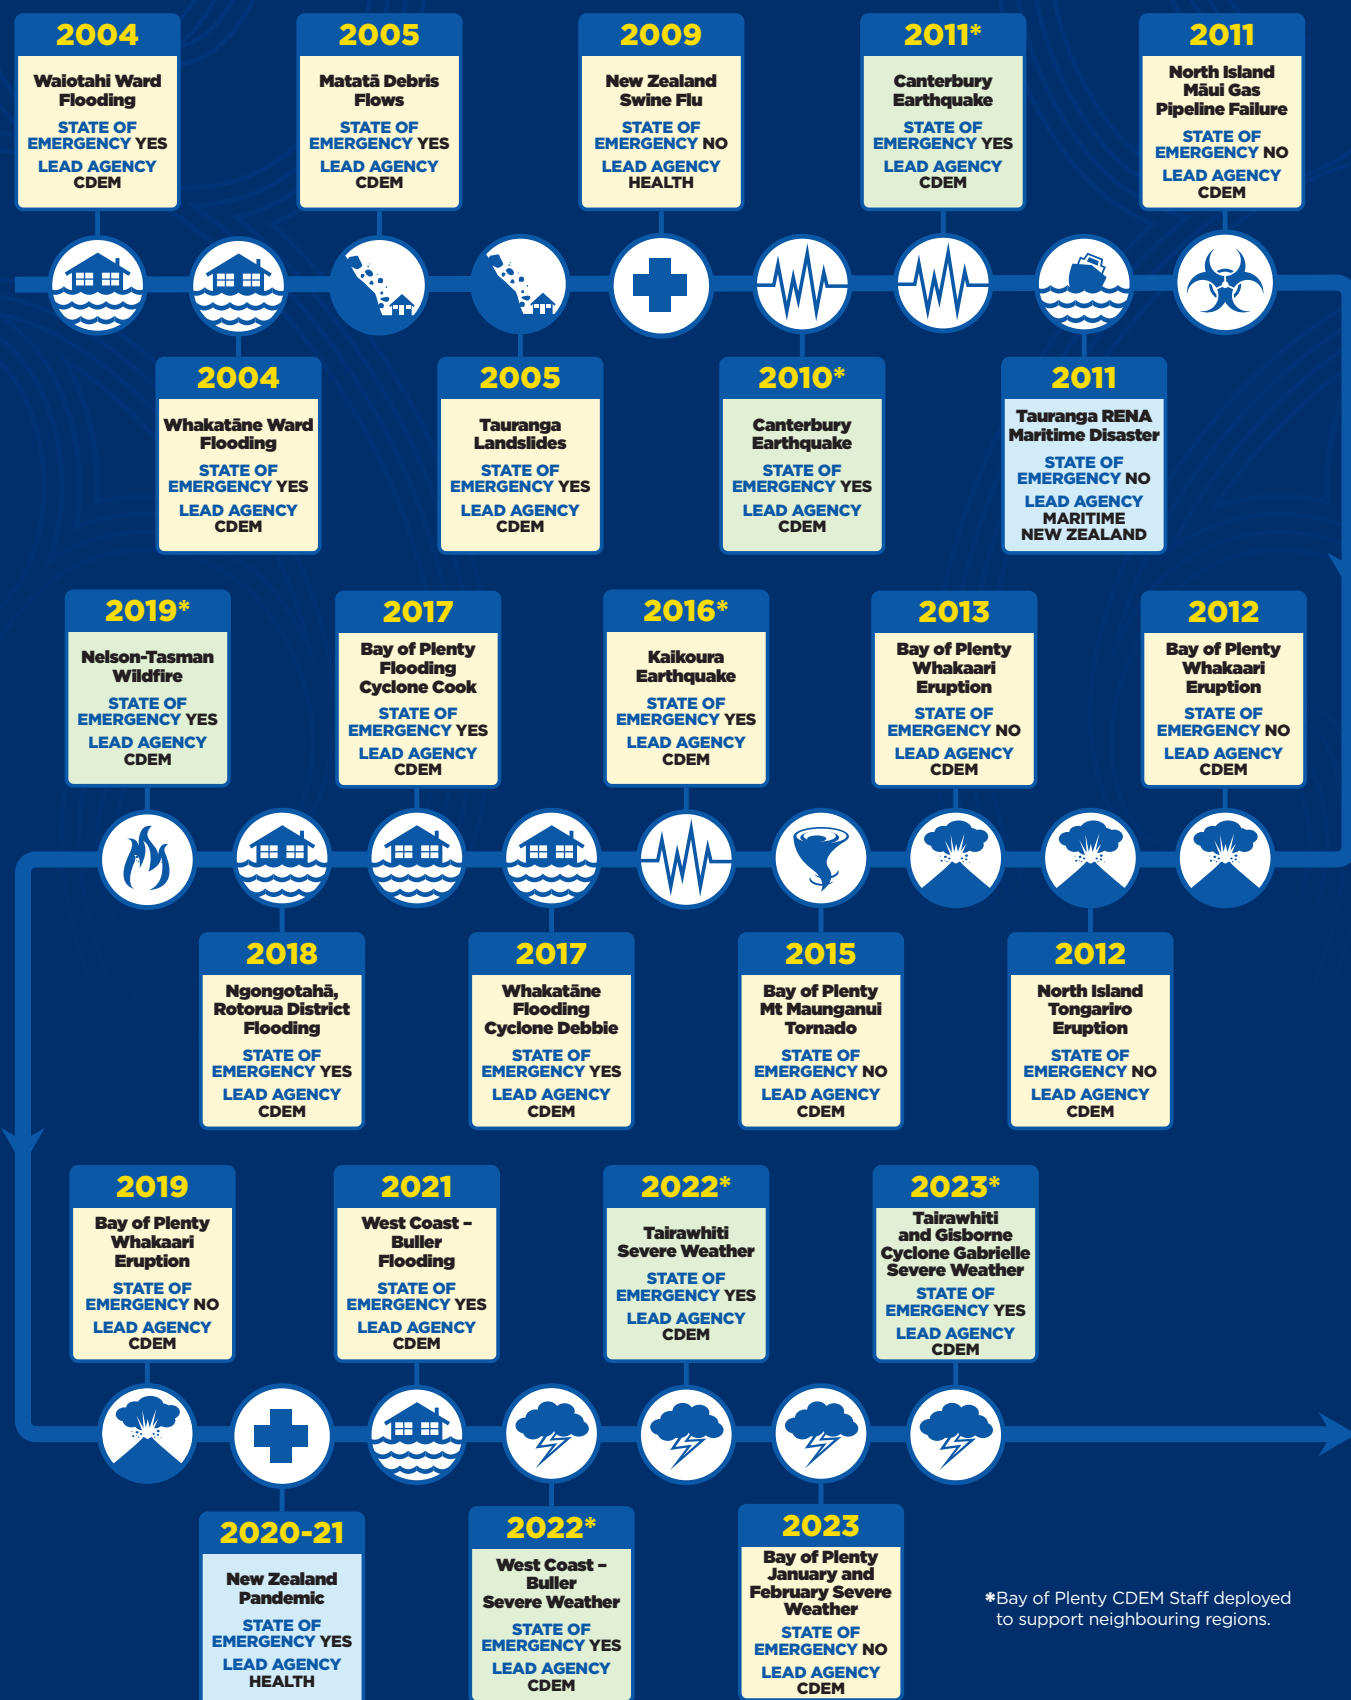 2004
Waiotahi Ward
Flooding
STATE OF
EMERGENCY YES
LEAD AGENCY
CDEM
2005
Matatā Debris
Flows
STATE OF
EMERGENCY YES
LEAD AGENCY
CDEM
2009
New Zealand
Swine Flu
STATE OF
EMERGENCY NO
LEAD AGENCY
HEALTH
2011*
Canterbury
Earthquake
STATE OF
EMERGENCY YES
LEAD AGENCY
CDEM
2011
North Island
Māui Gas
Pipeline Failure
STATE OF
EMERGENCY NO
LEAD AGENCY
CDEM
2004
Whakatāne Ward
Flooding
STATE OF
EMERGENCY YES
LEAD AGENCY
CDEM
2005
Tauranga
Landslides
STATE OF
EMERGENCY YES
LEAD AGENCY
CDEM
2010*
Canterbury
Earthquake
STATE OF
EMERGENCY YES
LEAD AGENCY
CDEM
2011
Tauranga RENA
Maritime Disaster
STATE OF
EMERGENCY NO
LEAD AGENCY
MARITIME
NEW ZEALAND
2019*
Nelson-Tasman
Wildfire
STATE OF
EMERGENCY YES
LEAD AGENCY
CDEM
2017
Bay of Plenty
Flooding
Cyclone Cook
STATE OF
EMERGENCY YES
LEAD AGENCY
CDEM
2016*
Kaikoura
Earthquake
STATE OF
EMERGENCY YES
LEAD AGENCY
CDEM
2013
Bay of Plenty
Whakaari
Eruption
STATE OF
EMERGENCY NO
LEAD AGENCY
CDEM
2012
Bay of Plenty
Whakaari
Eruption
STATE OF
EMERGENCY NO
LEAD AGENCY
CDEM
2018
Ngongotahā,
Rotorua District
Flooding
STATE OF
EMERGENCY YES
LEAD AGENCY
CDEM
2017
Whakatāne
Flooding
Cyclone Debbie
STATE OF
EMERGENCY YES
LEAD AGENCY
CDEM
2015
Bay of Plenty
Mt Maunganui
Tornado
STATE OF
EMERGENCY NO
LEAD AGENCY
CDEM
2012
North Island
Tongariro
Eruption
STATE OF
EMERGENCY NO
LEAD AGENCY
CDEM
2019
Bay of Plenty
Whakaari
Eruption
STATE OF
EMERGENCY NO
LEAD AGENCY
CDEM
2021
West Coast –
Buller
Flooding
STATE OF
EMERGENCY YES
LEAD AGENCY
CDEM
2022*
Tairawhiti
Severe Weather
STATE OF
EMERGENCY YES
LEAD AGENCY
CDEM
2023*
Tairawhiti
and Gisborne
Cyclone Gabrielle
Severe Weather
STATE OF
EMERGENCY YES
LEAD AGENCY
CDEM
2020-21
New Zealand
Pandemic
STATE OF
EMERGENCY YES
LEAD AGENCY
HEALTH
2022*
West Coast –
Buller
Severe Weather
STATE OF
EMERGENCY YES
LEAD AGENCY
CDEM
2023
Bay of Plenty
January and
February Severe
Weather
STATE OF
EMERGENCY NO
LEAD AGENCY
CDEM
*Bay of Plenty CDEM Staff deployed
to support neighbouring regions.